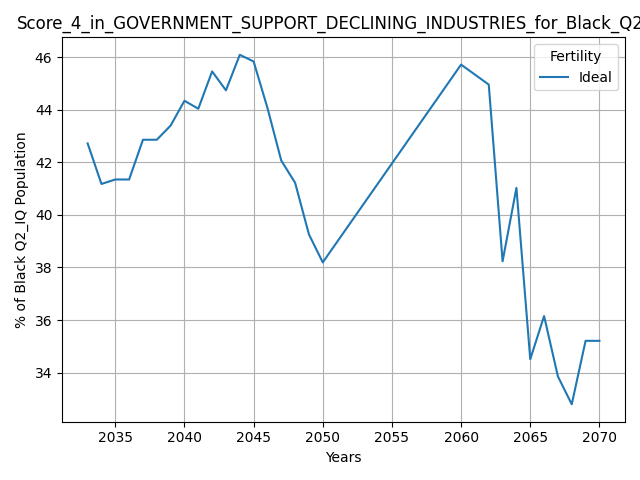 Score_4_in_GOVERNMENT_SUPPORT_DECLINING_INDUSTRIES_for_Black_Q2
Fertility
Ideal
% of Black Q2_IQ Population
46
44
42
40
38
36
34
2035 2040 2045 2050 2055 2060 2065 2070
Years